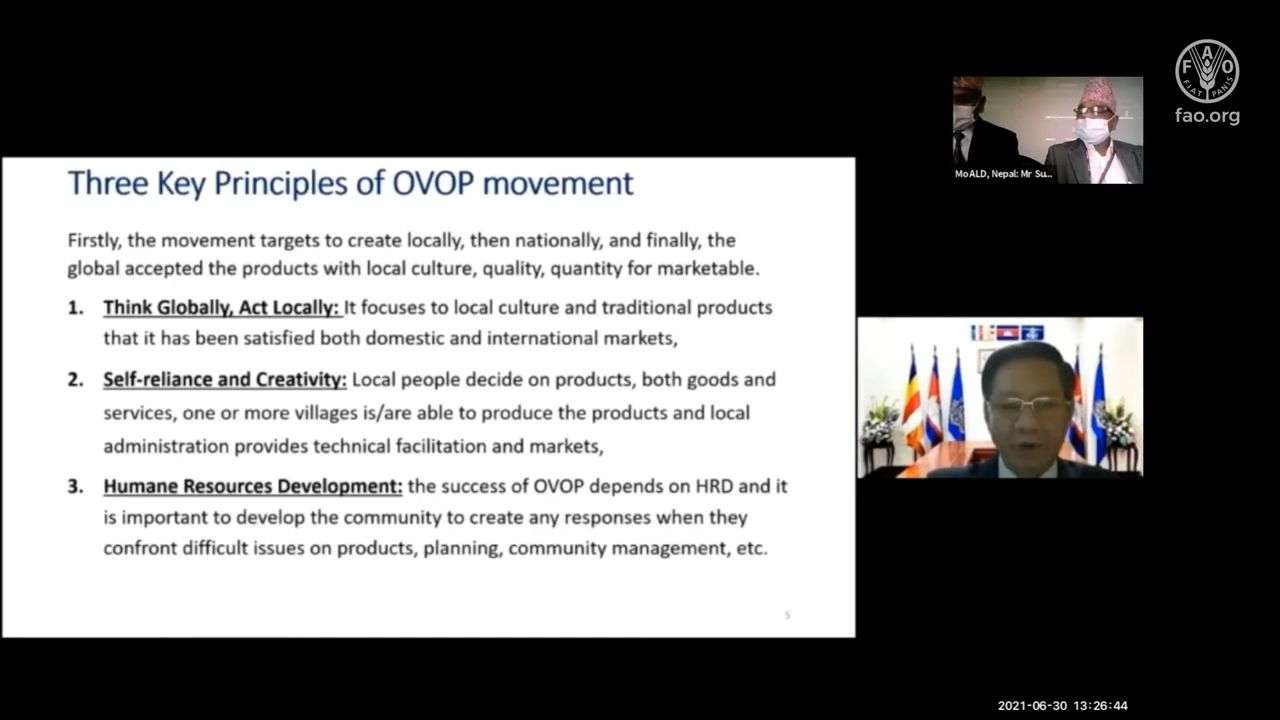 Three Key Principles of OVOP movement
Firstly, the movement targets to create locally, then nationally, and finally, the
global accepted the products with local culture, quality, quantity for marketable.
1. Think Globally, Act Locally: It focuses to local culture and traditional products
that it has been satisfied both domestic and international markets,
2. Self-reliance and Creativity: Local people decide on products, both goods and
services, one or more villages is/are able to produce the products and local
administration provides technical facilitation and markets,
3. Humane Resources Development: the success of OVOP depends on HRD and it
is important to develop the community to create any responses when they
confront difficult issues on products, planning, community management, etc.
5
MoALD, Nepal: Mr Su...
F A O
FIAT PANIS
fao.org
2021-06-30 13:26:44